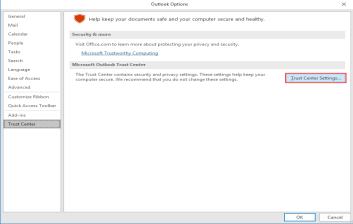 Outlook Options
General
Mail
Calendar
People
Tasks
Search
Language
Ease of Access
Advanced
Customize Ribbon
Quick Access Toolbar
Add-ins
Trust Center
Help keep your documents safe and your computer secure and healthy.
Security & more
Visit Office.com to learn more about protecting your privacy and security.
Microsoft Trustworthy Computing
Microsoft Outlook Trust Center
The Trust Center contains security and privacy settings. These settings help keep your
computer secure. We recommend that you do not change these settings.
Trust Center Settings...
OK
Cancel